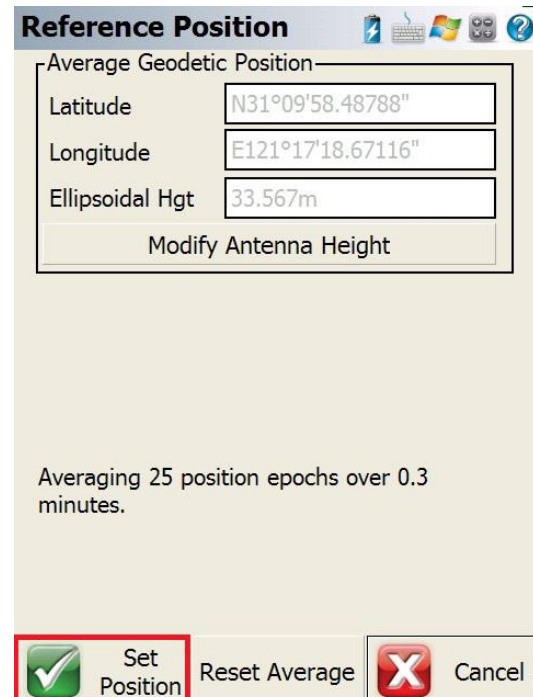 Reference Position
Average Geodetic Position
Latitude N31°09'58.48788"
Longitude E121°17'18.67116"
Ellipsoidal Hgt 33.567m
Modify Antenna Height
Averaging 25 position epochs over 0.3
minutes.
Set
Position
Reset Average
Cancel